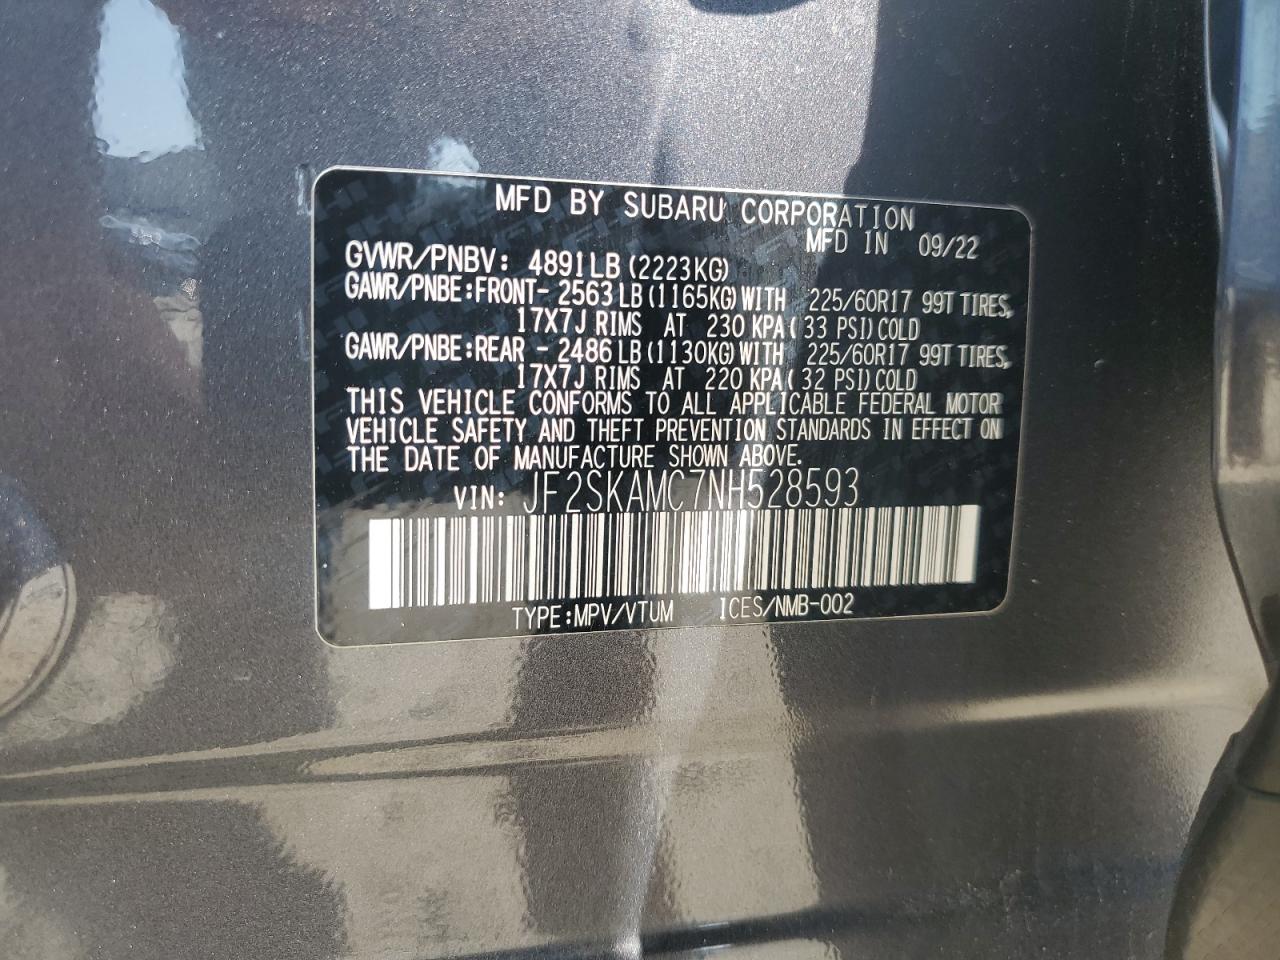 MFD BY SUBARU CORPORATION
MFD IN 09/22
GVWR/PNBV: 4891LB(2223KG)
GAWR/PNBE:FRONT- 2563LB(1165KG)WITH 225/60R17 99T TIRES,
17X7J RIMS AT 230 KPA( 33 PSI)COLD
GAWR/PNBE:REAR - 2486LB(1130KG)WITH 225/60R17 99T TIRES,
17X7J RIMS AT 220 KPA( 32 PSI)COLD
THIS VEHICLE CONFORMS TO ALL APPLICABLE FEDERAL MOTOR
VEHICLE SAFETY AND THEFT PREVENTION STANDARDS IN EFFECT ON
THE DATE OF MANUFACTURE SHOWN ABOVE.
VIN: JF2SKAMC7NH528593
TYPE:MPV/VTUM ICES/NMB-002